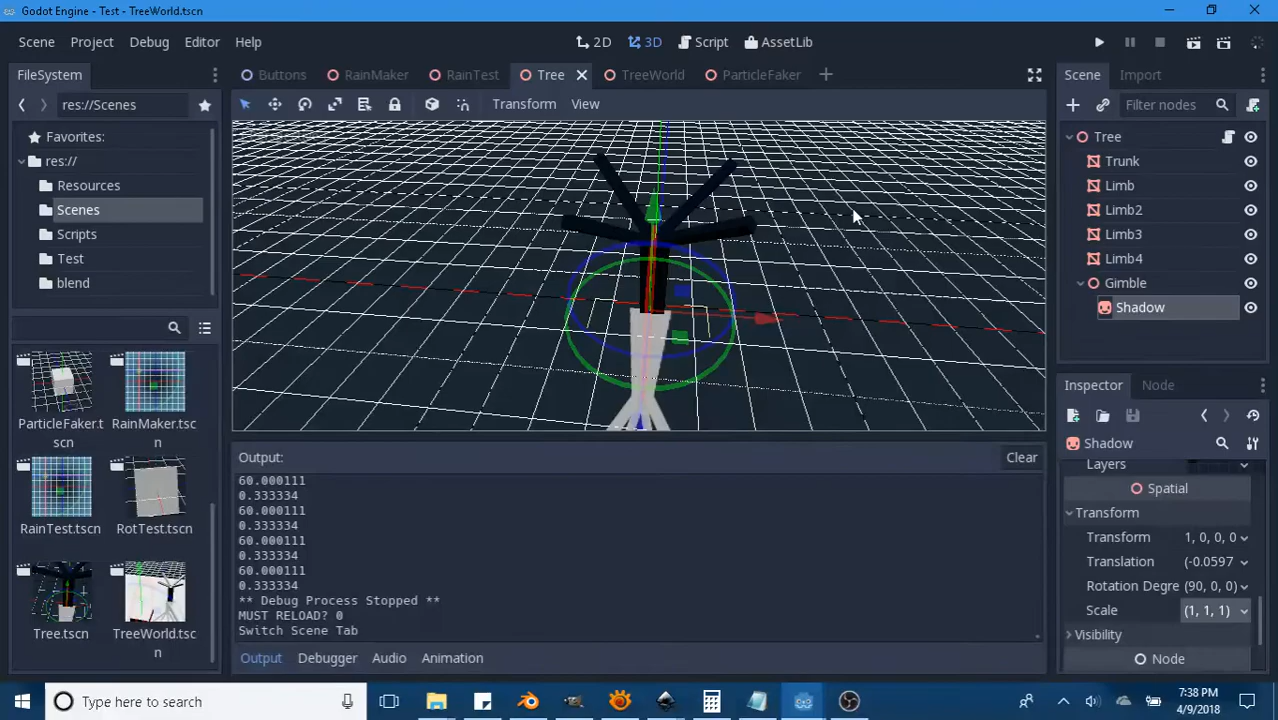 Godot Engine - Test - TreeWorld.tscn
Scene Project Debug Editor Help
2D 3D Script AssetLib
FileSystem
Buttons RainMaker RainTest Tree TreeWorld ParticleFaker
Scene Import
res://Scenes
Transform View
Filter nodes
Favorites:
res://
Resources
Scenes
Scripts
Test
blend
Tree
Trunk
Limb
Limb2
Limb3
Limb4
Gimble
Shadow
ParticleFaker.t
scn
RainMaker.tsc
n
RainTest.tscn
RotTest.tscn
Tree.tscn
TreeWorld.tsc
n
Output:
Clear
60.000111
0.333334
60.000111
0.333334
60.000111
0.333334
60.000111
0.333334
** Debug Process Stopped **
MUST RELOAD? 0
Switch Scene Tab
Output Debugger Audio Animation
Inspector Node
Shadow
Layers
Spatial
Transform
Transform 1, 0, 0, 0
Translation (-0.0597
Rotation Degre (90, 0, 0)
Scale (1, 1, 1)
Visibility
Node
Type here to search
7:38 PM
4/9/2018